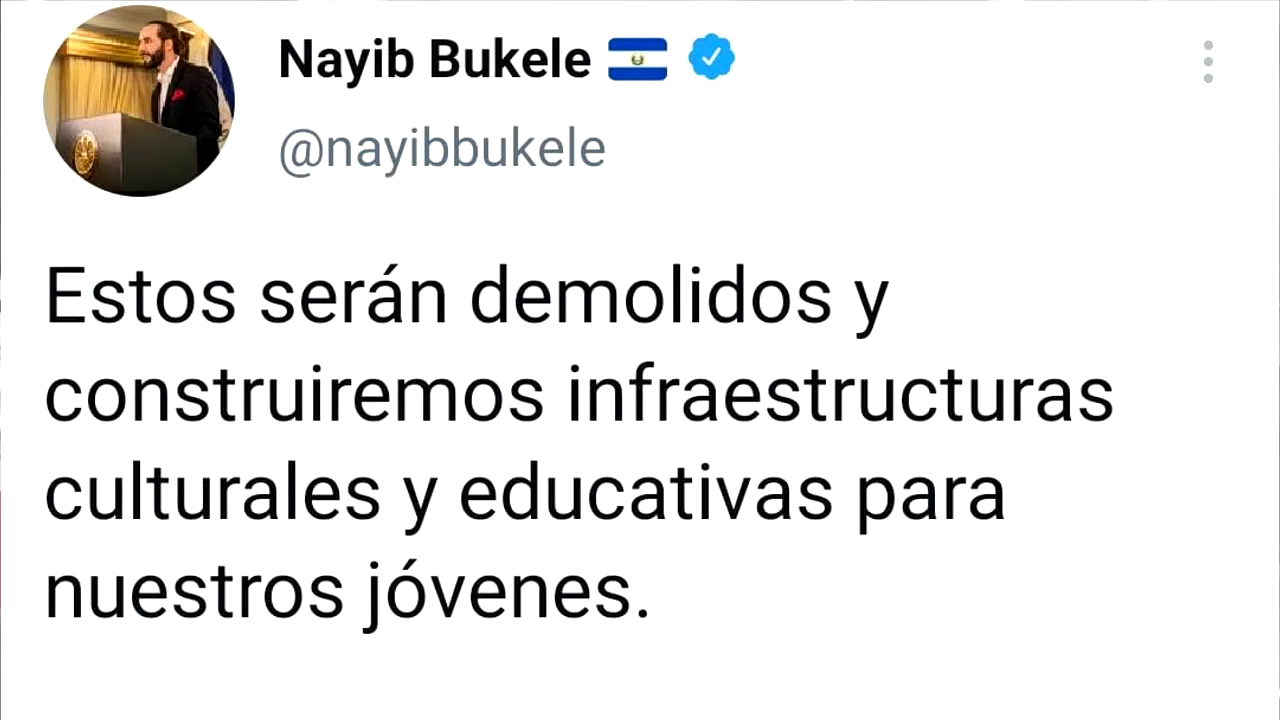 Nayib Bukele
@nayibbukele
Estos serán demolidos y
construiremos infraestructuras
culturales y educativas para
nuestros jóvenes.